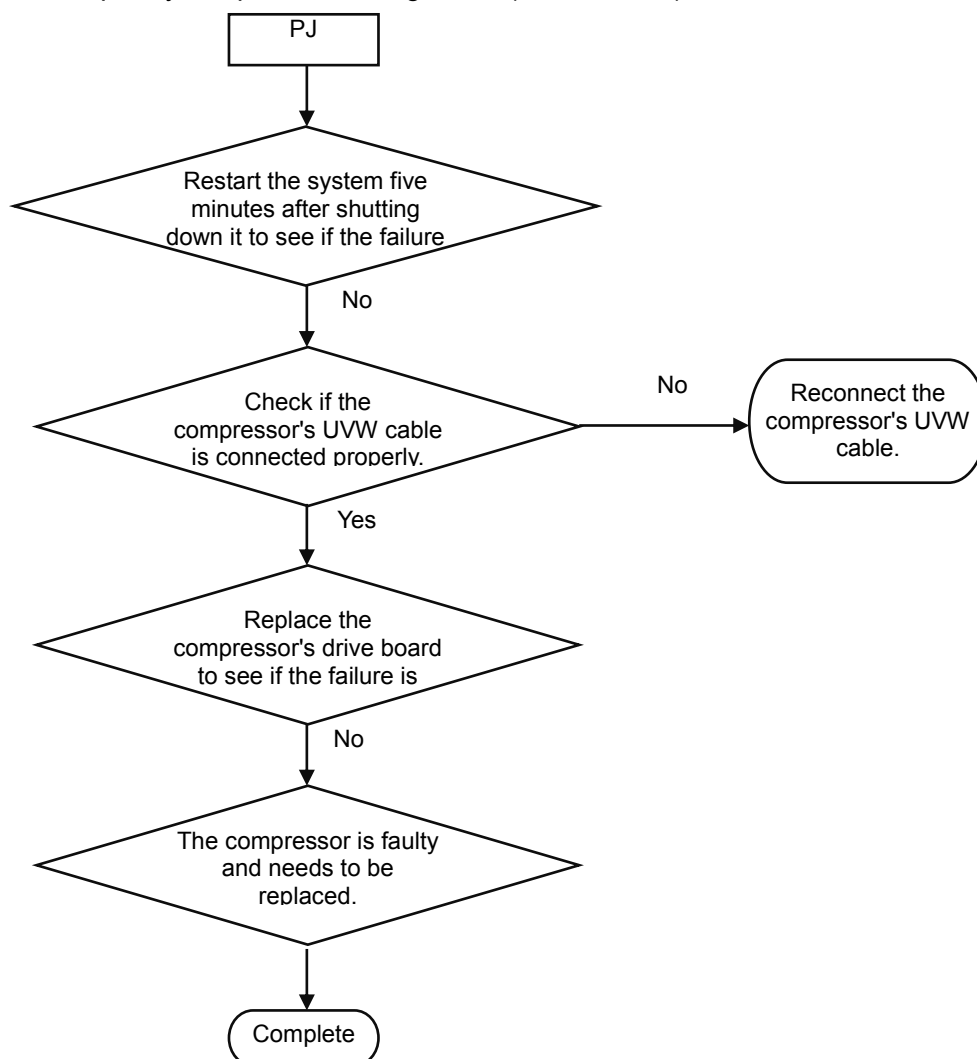 PJ
Restart the system five
minutes after shutting
down it to see if the failure
No
Check if the
compressor's UVW cable
is connected properly.
No
Reconnect the
compressor's UVW
cable.
Yes
Replace the
compressor's drive board
to see if the failure is
No
The compressor is faulty
and needs to be
replaced.
Complete